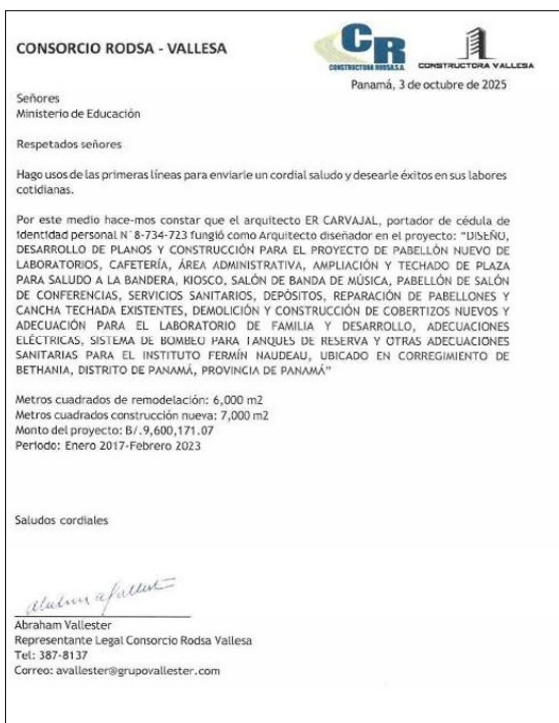 CONSORCIO RODSA - VALLESA
CR
CONSTRUCTORA RODSA,S.A.
CONSTRUCTORA VALLESA
Panamá, 3 de octubre de 2025
Señores
Ministerio de Educación
Respetados señores
Hago usos de las primeras líneas para enviarle un cordial saludo y desearle éxitos en sus labores
cotidianas.
Por este medio hace-mos constar que el arquitecto ER CARVAJAL, portador de cédula de
identidad personal N°8-734-723 fungió como Arquitecto diseñador en el proyecto: "DISEÑO,
DESARROLLO DE PLANOS Y CONSTRUCCIÓN PARA EL PROYECTO DE PABELLÓN NUEVO DE
LABORATORIOS, CAFETERÍA, ÁREA ADMINISTRATIVA, AMPLIACIÓN Y TECHADO DE PLAZA
PARA SALUDO A LA BANDERA, KIOSCO, SALÓN DE BANDA DE MÚSICA, PABELLÓN DE SALÓN
DE CONFERENCIAS, SERVICIOS SANITARIOS, DEPÓSITOS, REPARACIÓN DE PABELLONES Y
CANCHA TECHADA EXISTENTES, DEMOLICIÓN Y CONSTRUCCIÓN DE COBERTIZOS NUEVOS Y
ADECUACIÓN PARA EL LABORATORIO DE FAMILIA Y DESARROLLO, ADECUACIONES
ELÉCTRICAS, SISTEMA DE BOMBEO PARA TANQUES DE RESERVA Y OTRAS ADECUACIONES
SANITARIAS PARA EL INSTITUTO FERMÍN NAUDEAU, UBICADO EN CORREGIMIENTO DE
BETHANIA, DISTRITO DE PANAMÁ, PROVINCIA DE PANAMÁ"
Metros cuadrados de remodelación: 6,000 m2
Metros cuadrados construcción nueva: 7,000 m2
Monto del proyecto: B/.9,600,171.07
Periodo: Enero 2017-Febrero 2023
Saludos cordiales
Abraham Vallester
Representante Legal Consorcio Rodsa Vallesa
Tel: 387-8137
Correo: avallester@grupovallester.com